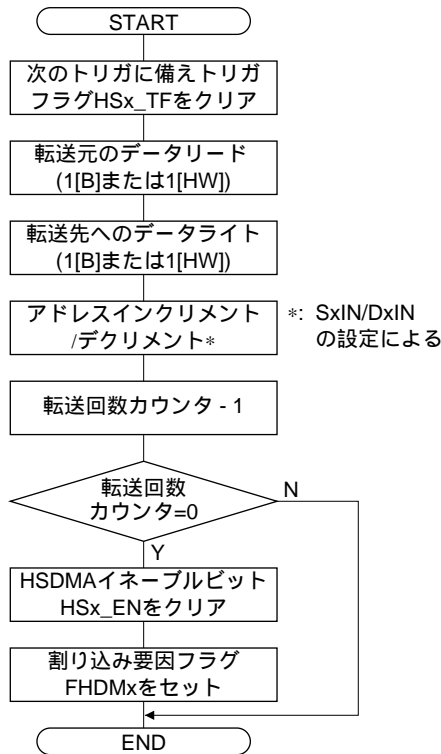 START
次のトリガに備えトリガ
フラグHSx_TFをクリア
転送元のデータリード
(1[B]または1[HW])
転送先へのデータライト
(1[B]または1[HW])
アドレスインクリメント
/デクリメント*
*: SxIN/DxIN
の設定による
転送回数カウンタ - 1
転送回数
カウンタ=0
N
Y
HSDMAイネーブルビット
HSx_ENをクリア
割り込み要因フラグ
FHDMxをセット
END